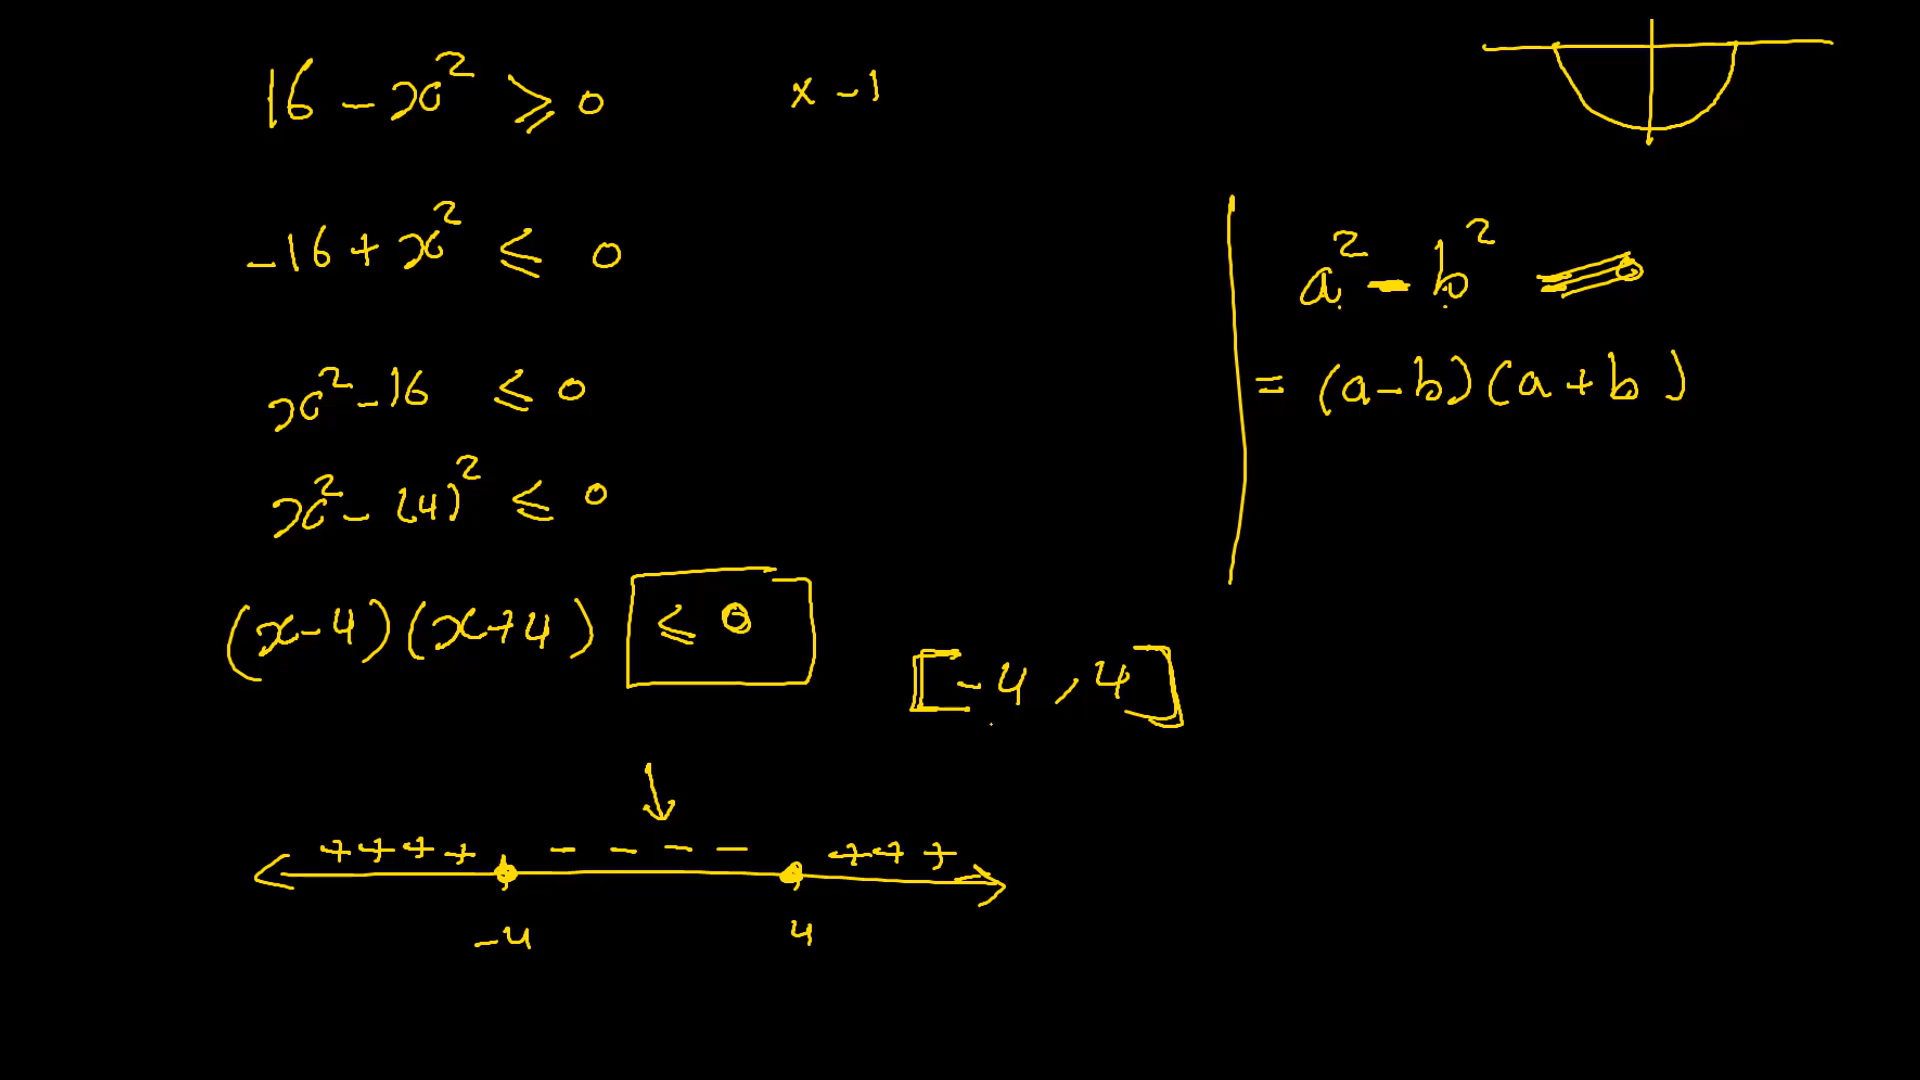 16 - x² ≥ 0 x - 1
-16 + x² ≤ 0
x² - 16 ≤ 0
x² - (4)² ≤ 0
(x-4)(x+4) ≤ 0
[-4, 4]
++++ - - - - +++
-4 4
a² - b²
= (a-b)(a+b)